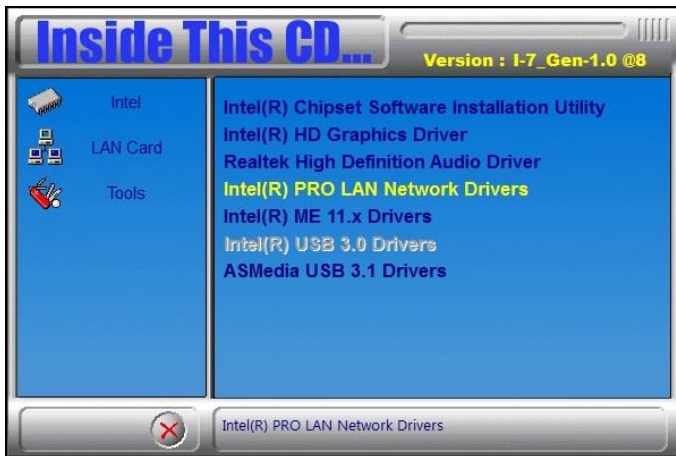 Inside This CD...
Version : I-7_Gen-1.0 @8
Intel
LAN Card
Tools
Intel(R) Chipset Software Installation Utility
Intel(R) HD Graphics Driver
Realtek High Definition Audio Driver
Intel(R) PRO LAN Network Drivers
Intel(R) ME 11.x Drivers
Intel(R) USB 3.0 Drivers
ASMedia USB 3.1 Drivers
Intel(R) PRO LAN Network Drivers